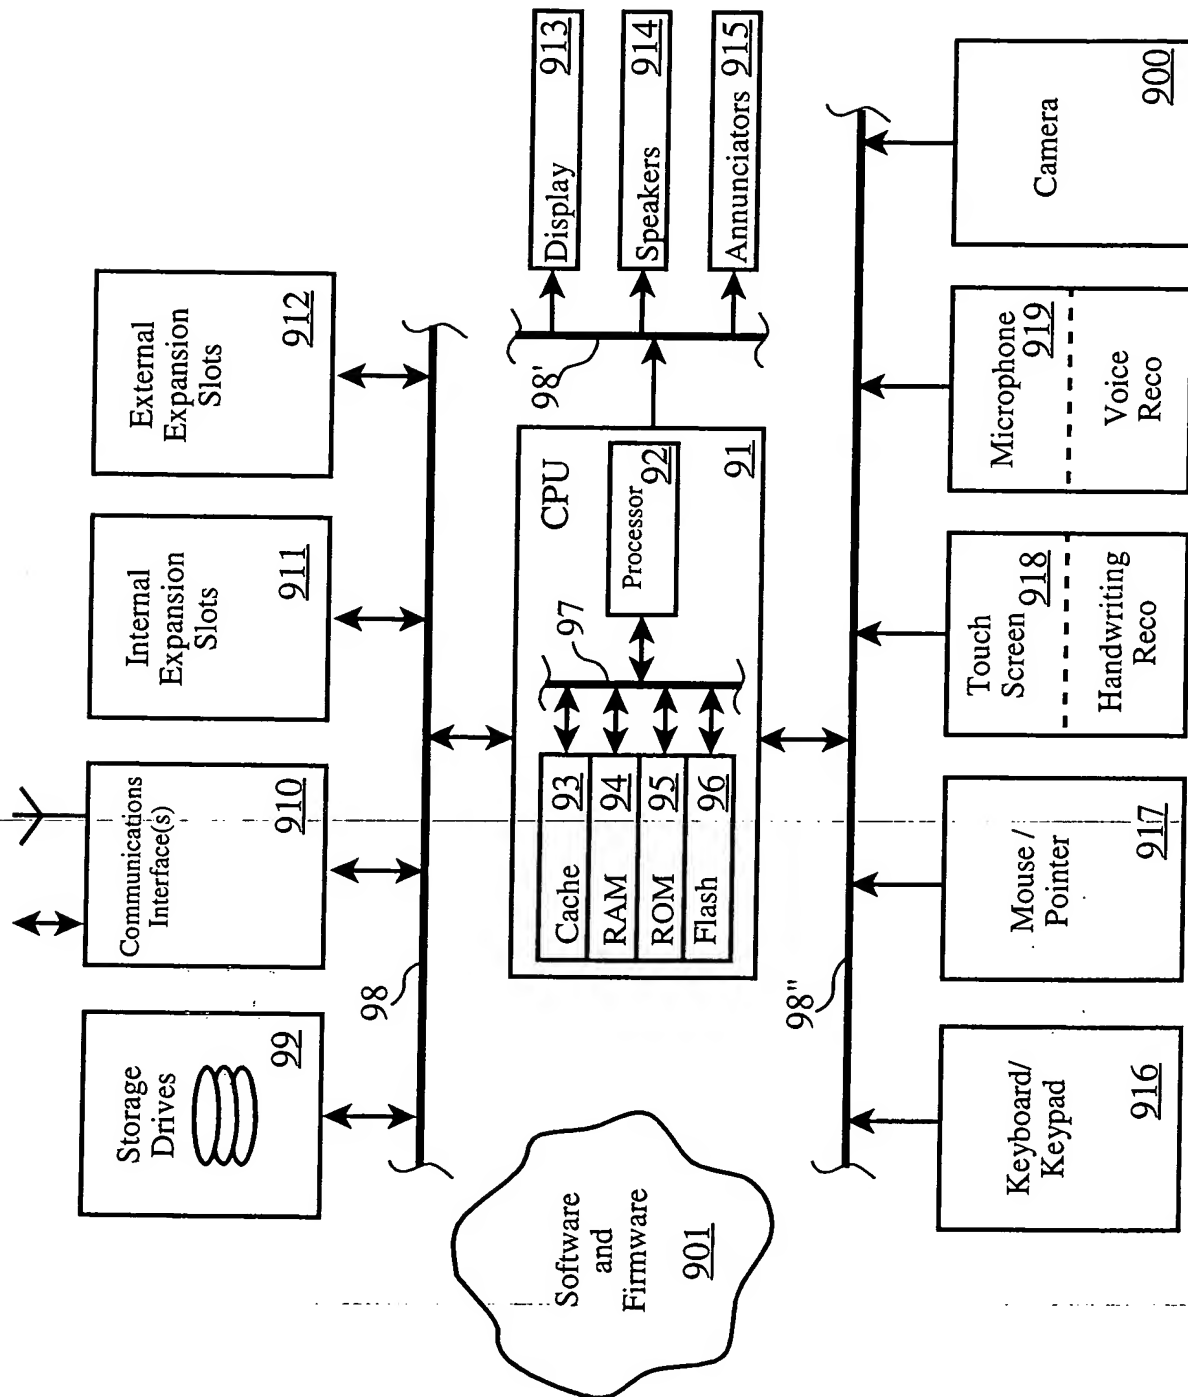 Storage
Drives
99
Communications
Interface(s)
910
Internal
Expansion
Slots
911
External
Expansion
Slots
912
98
Software
and
Firmware
901
CPU
Cache 93
RAM 94
ROM 95
Flash 96
97
Processor
92
91
98'
Display 913
Speakers 914
Annunciators 915
98"
Keyboard/
Keypad
916
Mouse /
Pointer
917
Touch
Screen
918
Handwriting
Reco
Microphone
919
Voice
Reco
Camera
900